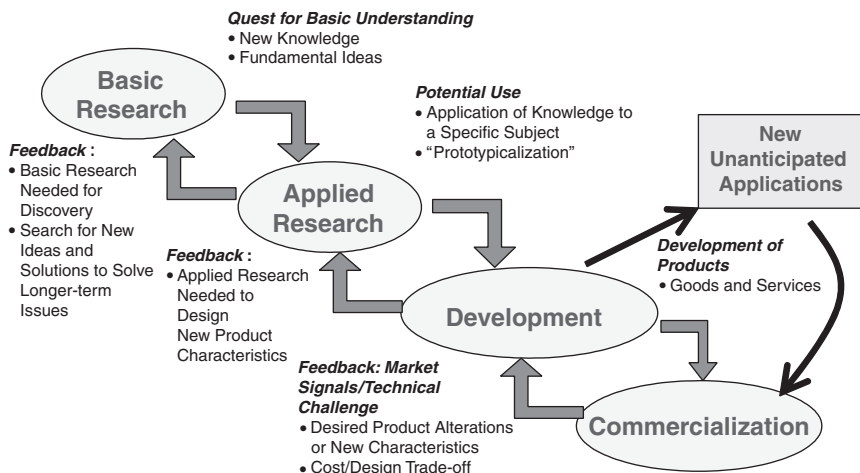 Quest for Basic Understanding
• New Knowledge
• Fundamental Ideas
Basic
Research
Potential Use
• Application of Knowledge to
a Specific Subject
• “Prototypicalization”
New
Unanticipated
Applications
Feedback :
• Basic Research
Needed for
Discovery
• Search for New
Ideas and
Solutions to Solve
Longer-term
Issues
Applied
Research
Feedback :
• Applied Research
Needed to
Design
New Product
Characteristics
Development of
Products
• Goods and Services
Development
Feedback: Market
Signals/Technical
Challenge
• Desired Product Alterations
or New Characteristics
• Cost/Design Trade-off
Commercialization